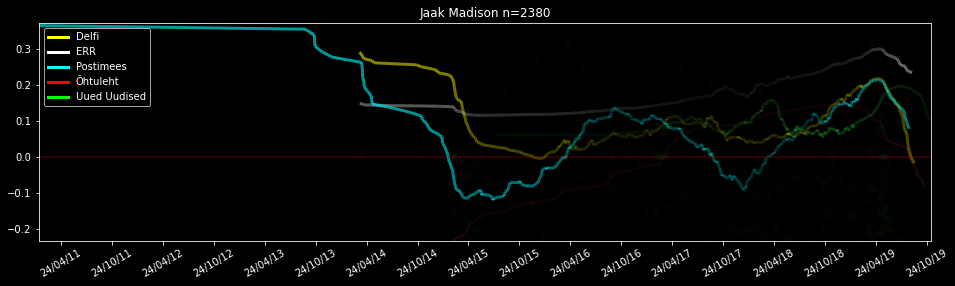 Jaak Madison n=2380
Delfi
ERR
Postimees
Õhtuleht
Uued Uudised
0.3
0.2
0.1
0.0
−0.1
−0.2
24/04/11 24/10/11 24/04/12 24/10/12 24/04/13 24/10/13 24/04/14 24/10/14 24/04/15 24/10/15 24/04/16 24/10/16 24/04/17 24/10/17 24/04/18 24/10/18 24/04/19 24/10/19